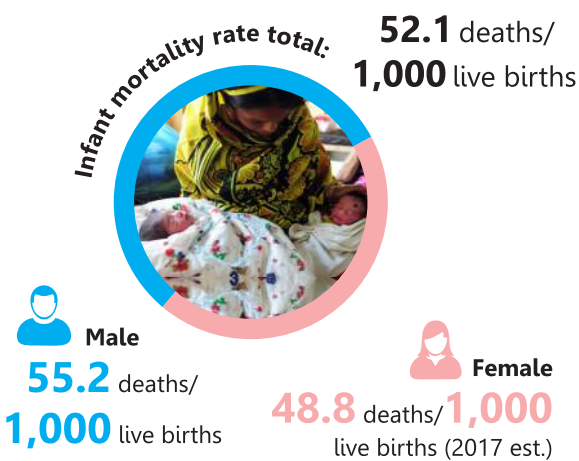 Infant mortality rate total:
52.1 deaths/
1,000 live births
Male
55.2 deaths/
1,000 live births
Female
48.8 deaths/1,000
live births (2017 est.)